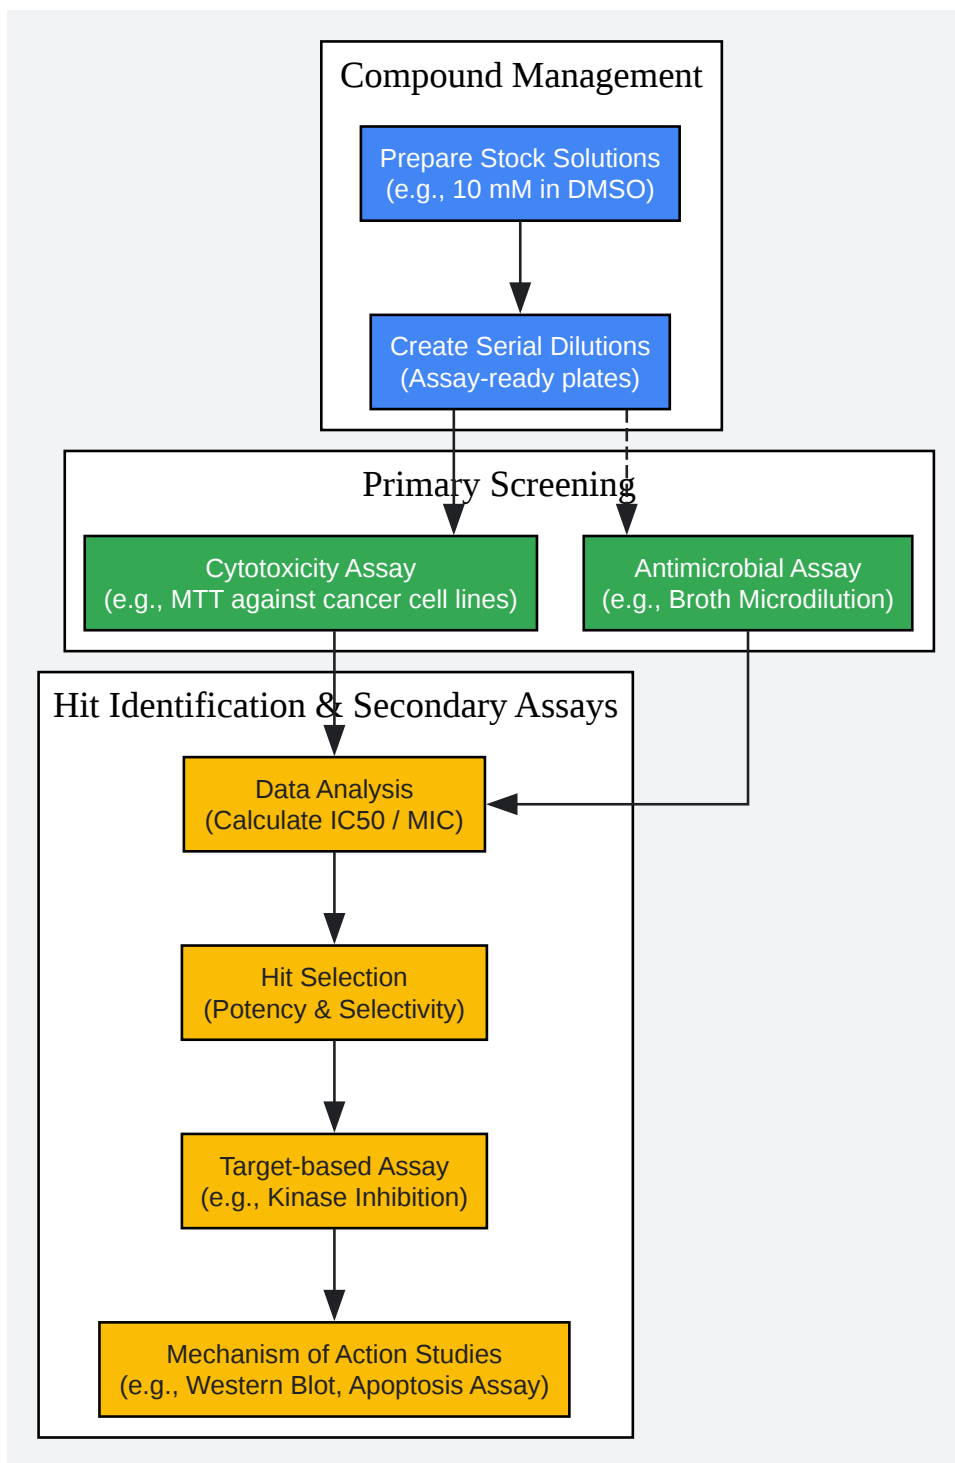 Compound Management
Prepare Stock Solutions
(e.g., 10 mM in DMSO)
Create Serial Dilutions
(Assay-ready plates)
Primary Screening
Cytotoxicity Assay
(e.g., MTT against cancer cell lines)
Antimicrobial Assay
(e.g., Broth Microdilution)
Hit Identification & Secondary Assays
Data Analysis
(Calculate IC50 / MIC)
Hit Selection
(Potency & Selectivity)
Target-based Assay
(e.g., Kinase Inhibition)
Mechanism of Action Studies
(e.g., Western Blot, Apoptosis Assay)